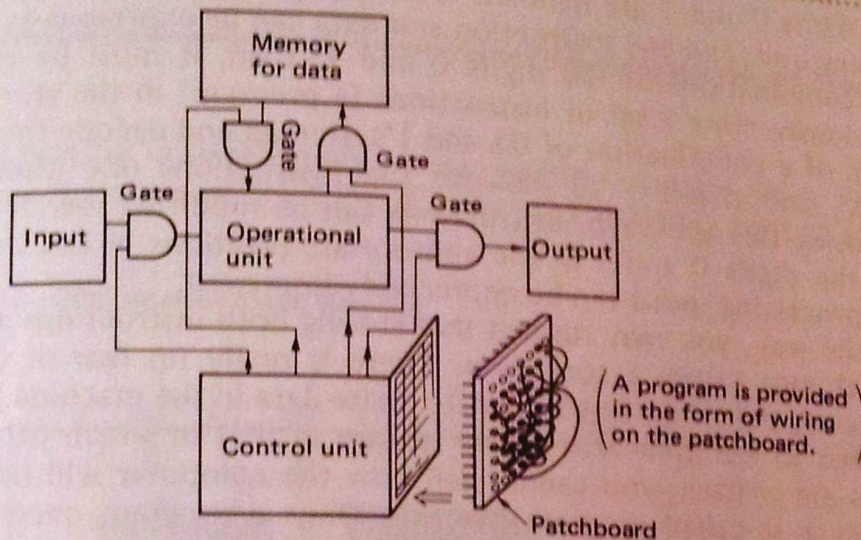 Memory
for data
Gate
Gate
Gate
Gate
Input
Operational
unit
Output
Control unit
A program is provided
in the form of wiring
on the patchboard.
Patchboard